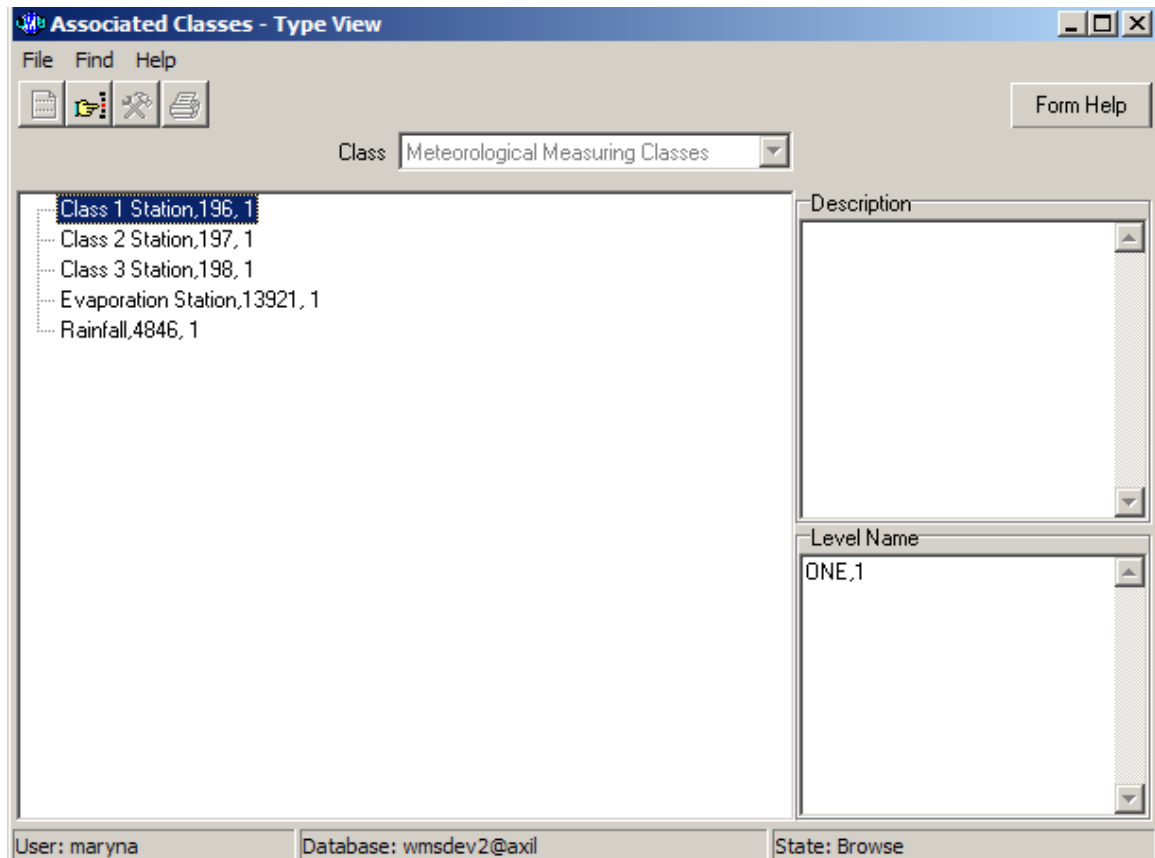 Associated Classes - Type View
File Find Help
Form Help
Class Meteorological Measuring Classes
Class 1 Station,196, 1
Class 2 Station,197, 1
Class 3 Station,198, 1
Evaporation Station,13921, 1
Rainfall,4846, 1
Description
Level Name
ONE,1
User: maryna Database: wmsdev2@axil State: Browse